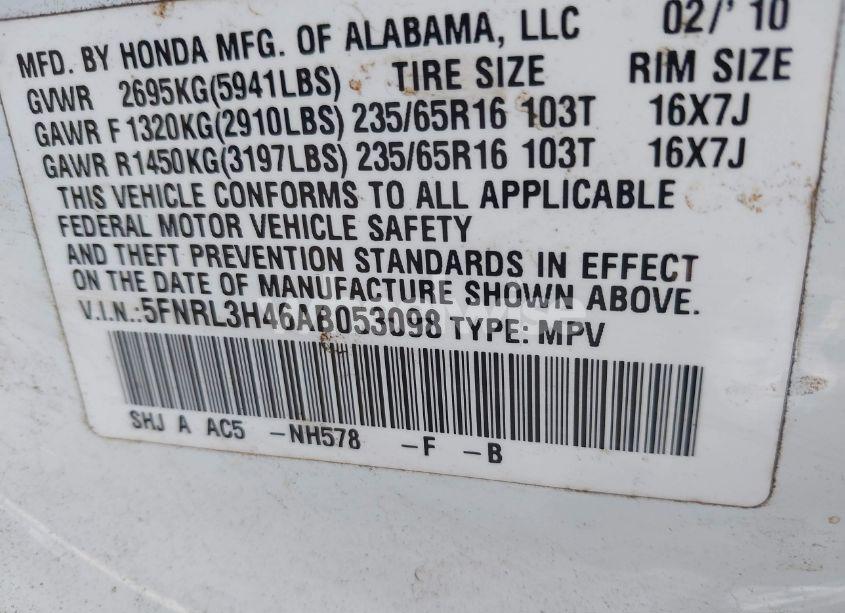 MFD. BY HONDA MFG. OF ALABAMA, LLC 02/' 10
GVWR 2695KG(5941LBS) TIRE SIZE RIM SIZE
GAWR F 1320KG(2910LBS) 235/65R16 103T 16X7J
GAWR R1450KG(3197LBS) 235/65R16 103T 16X7J
THIS VEHICLE CONFORMS TO ALL APPLICABLE
FEDERAL MOTOR VEHICLE SAFETY
AND THEFT PREVENTION STANDARDS IN EFFECT
ON THE DATE OF MANUFACTURE SHOWN ABOVE.
V.I.N.:5FNRL3H46AB053098 TYPE: MPV
SHJ A AC5 -NH578 -F -B